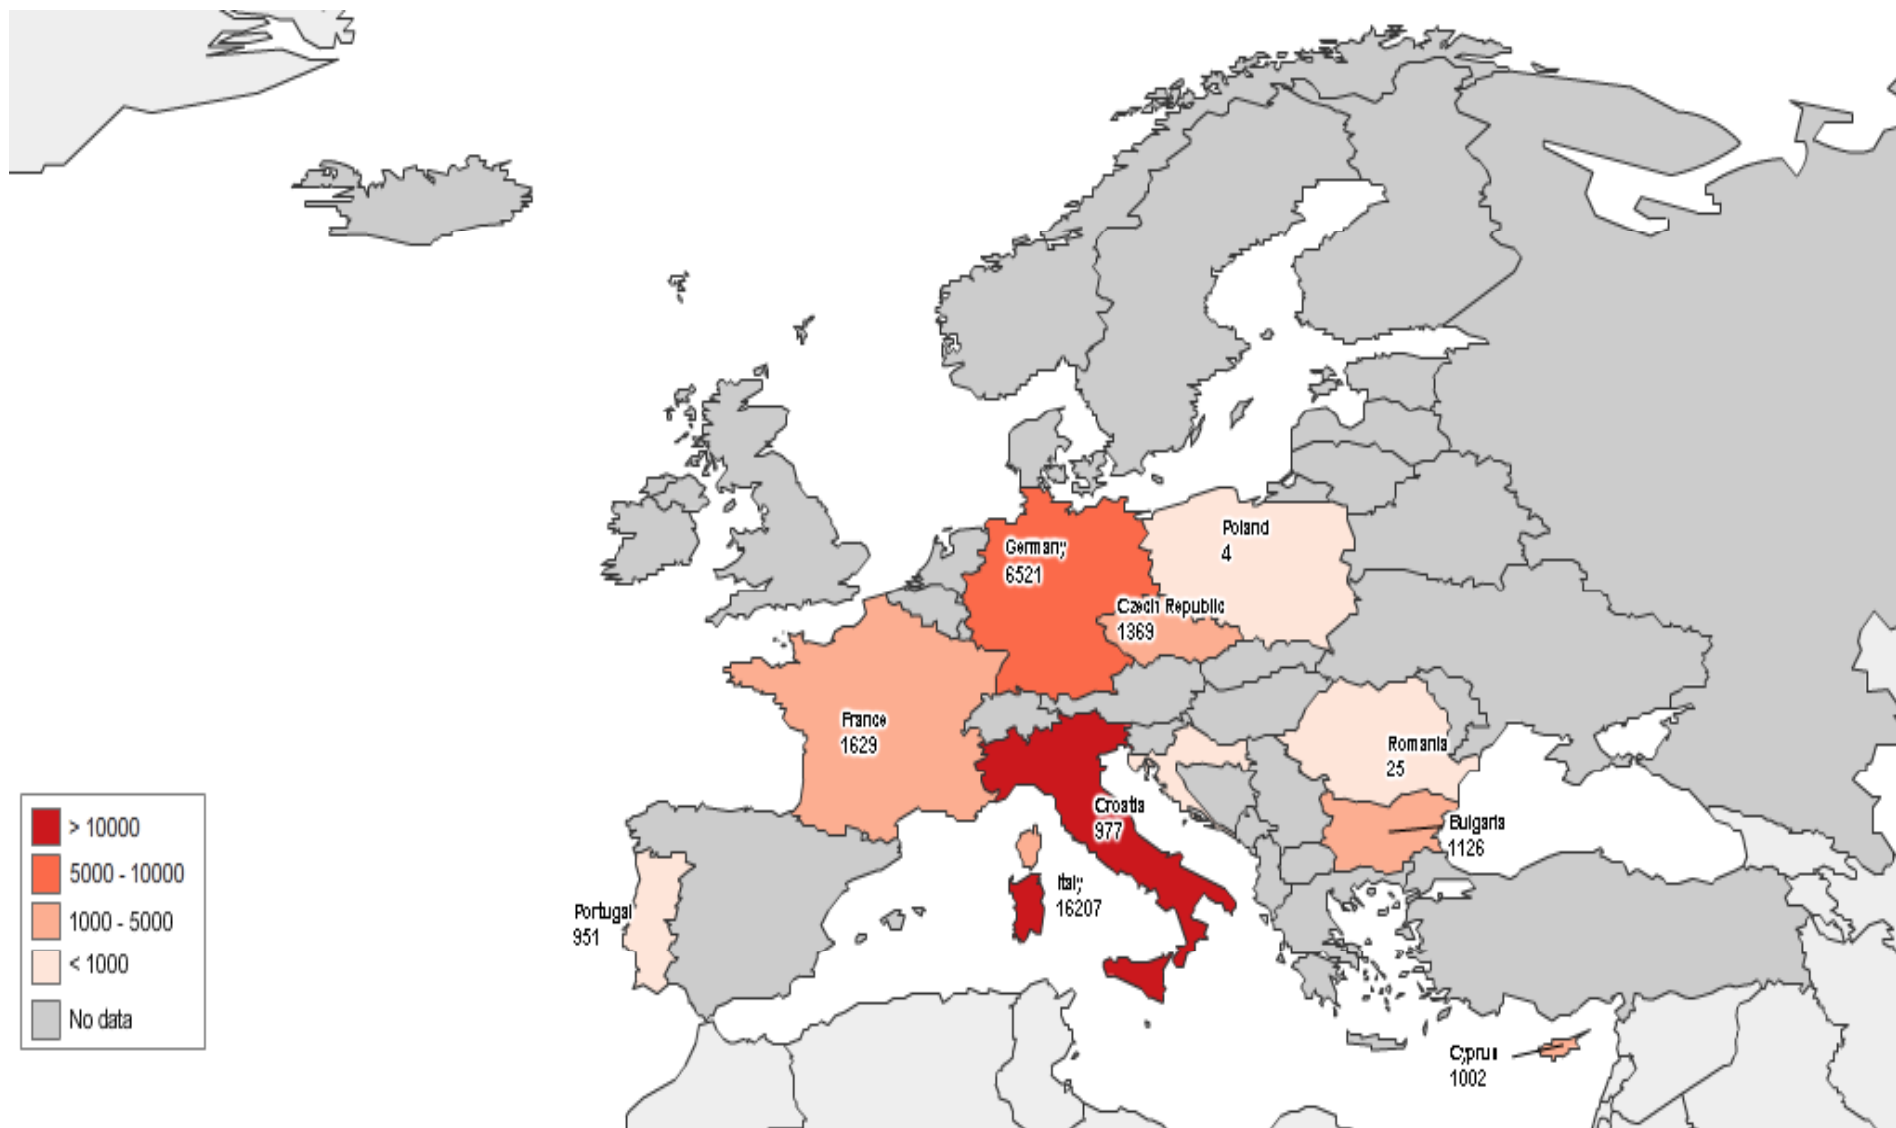 Poland
4
Germany
6521
Czech Republic
1369
France
1629
Romania
25
Croatia
977
Bulgaria
1126
Italy
16207
Portugal
951
Cyprus
1002
> 10000
5000 - 10000
1000 - 5000
< 1000
No data